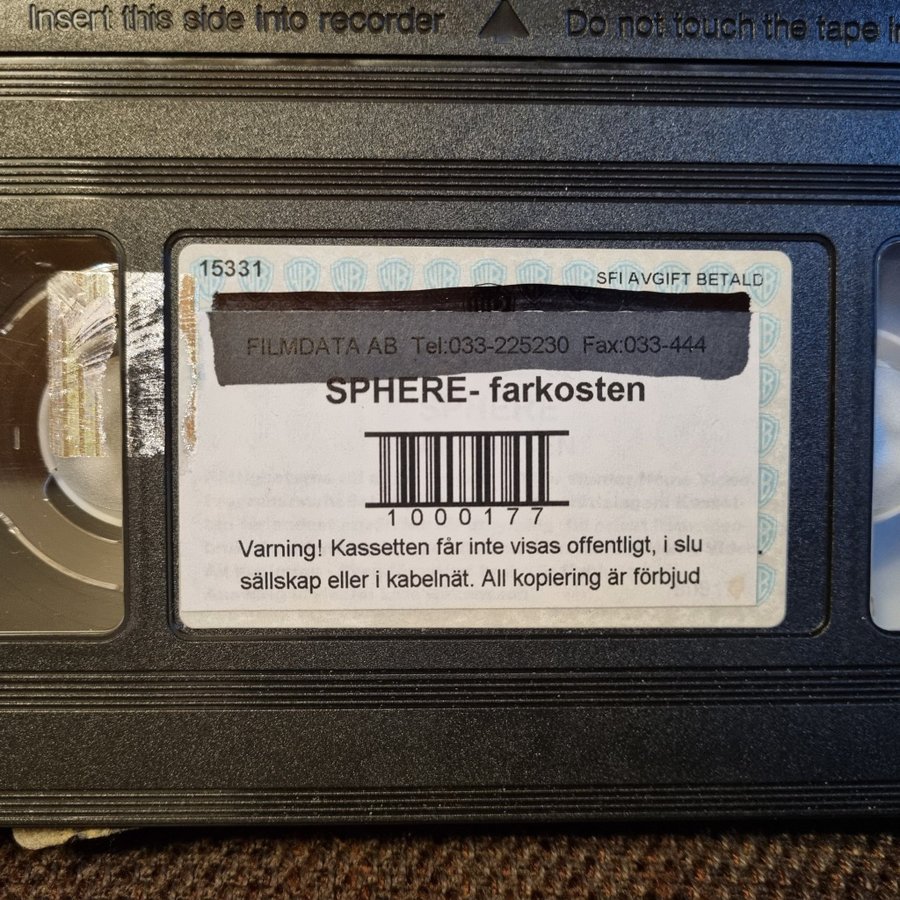 Insert this side into recorder ▲ Do not touch the tape in
15331
SFI AVGIFT BETALD
FILMDATA AB Tel:033-225230 Fax:033-444
SPHERE- farkosten
1000177
Varning! Kassetten får inte visas offentligt, i slu
sällskap eller i kabelnät. All kopiering är förbjud